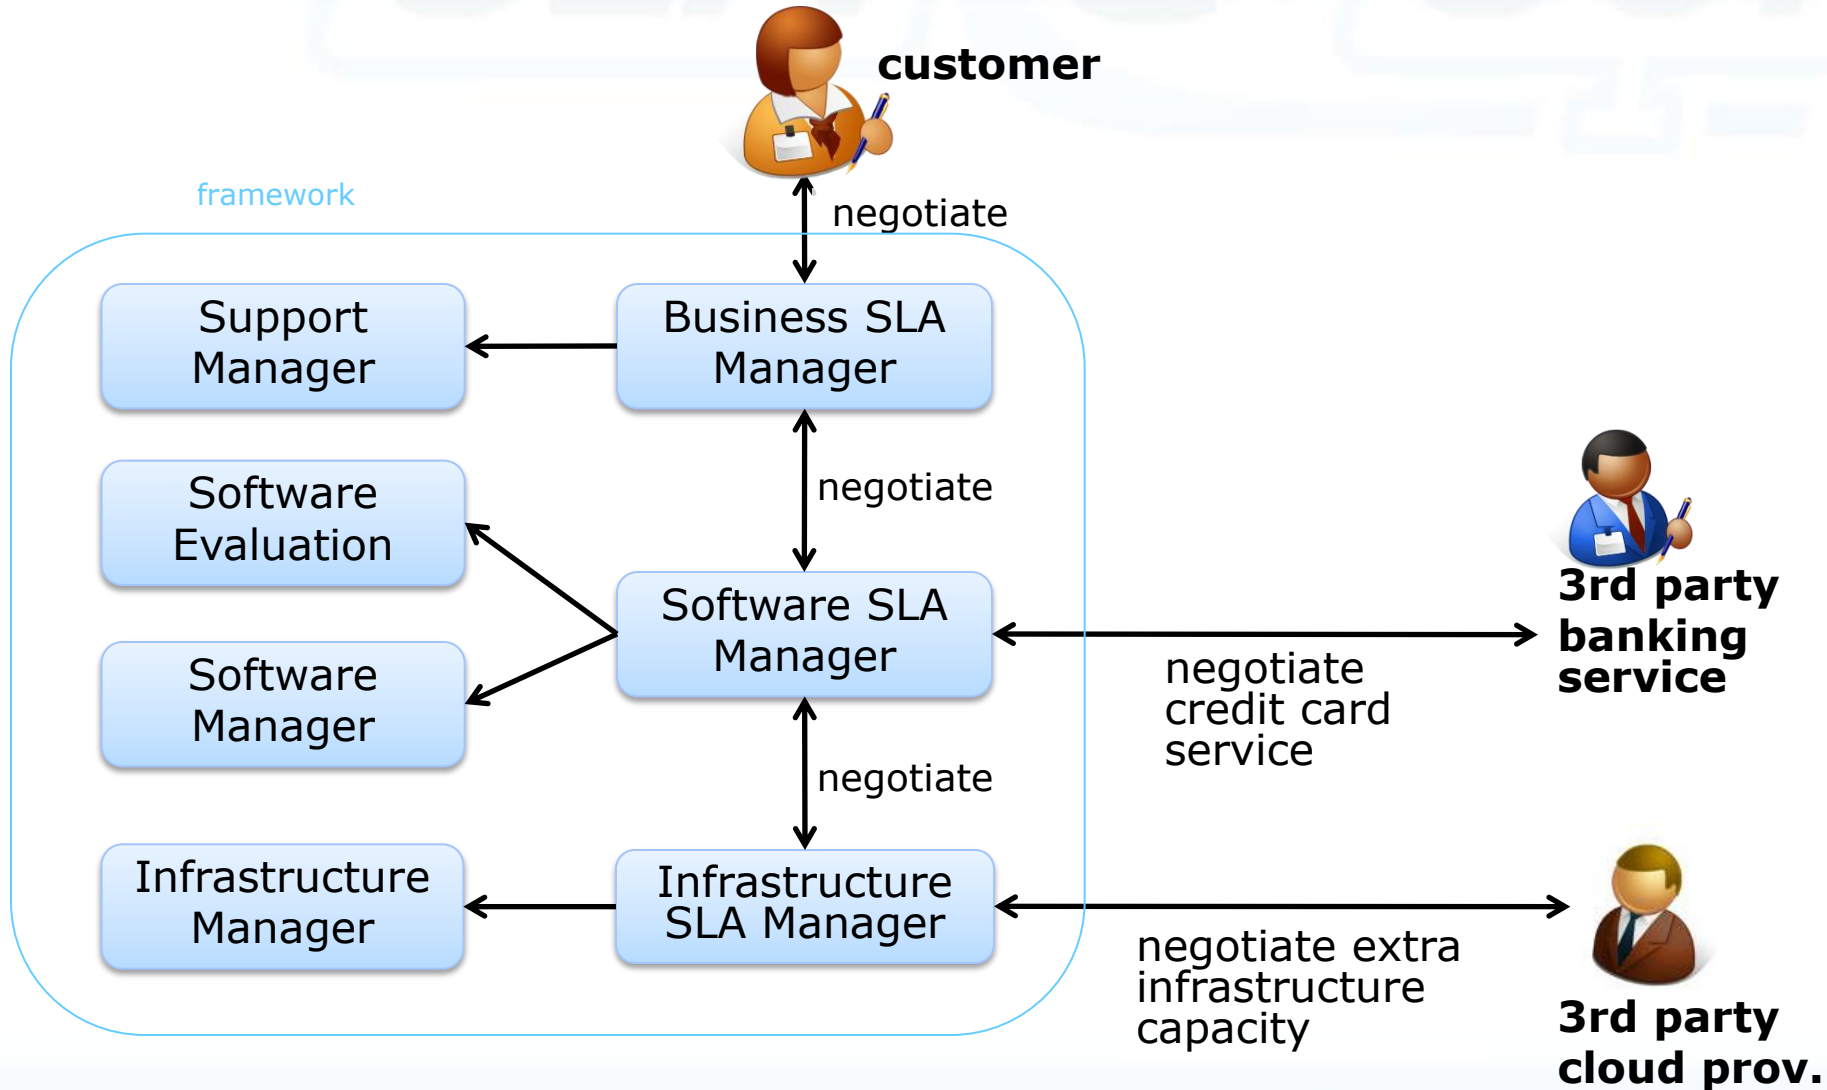 customer
framework
negotiate
Support
Manager
Business SLA
Manager
Software
Evaluation
negotiate
Software SLA
Manager
3rd party
banking
service
Software
Manager
negotiate
credit card
service
negotiate
Infrastructure
Manager
Infrastructure
SLA Manager
negotiate extra
infrastructure
capacity
3rd party
cloud prov.